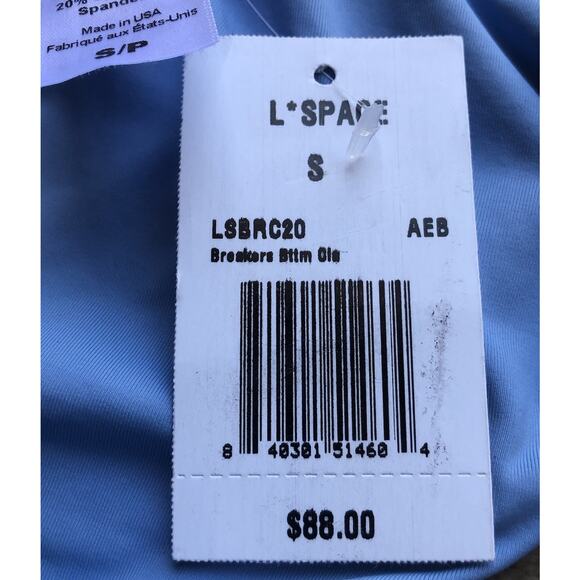 20%
Spande
Made in USA
Fabriqué aux États-Unis
S/P
L*SPACE
S
LSBRC20 AEB
Breakers Bttm Cla
8 40301 51460 4
$88.00